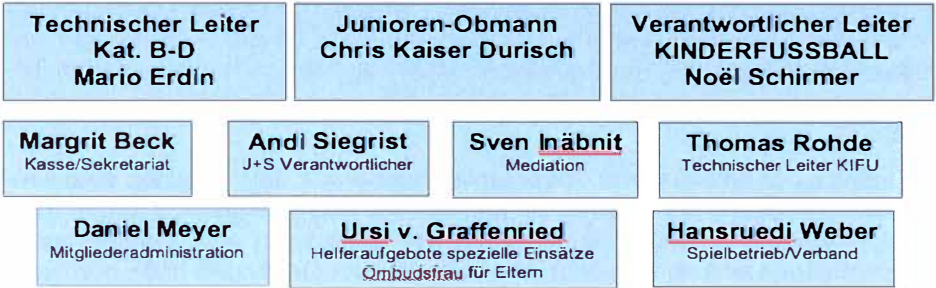 Technischer Leiter
Kat. B-D
Mario Erdin
Junioren-Obmann
Chris Kaiser Durisch
Verantwortlicher Leiter
KINDERFUSSBALL
Noël Schirmer
Margrit Beck
Kasse/Sekretariat
Andi Siegrist
J+S Verantwortlicher
Sven Inäbnit
Mediation
Thomas Rohde
Technischer Leiter KIFU
Daniel Meyer
Mitgliederadministration
Ursi v. Graffenried
Helferaufgebote spezielle Einsätze
Ombudsfrau für Eltern
Hansruedi Weber
Spielbetrieb/Verband